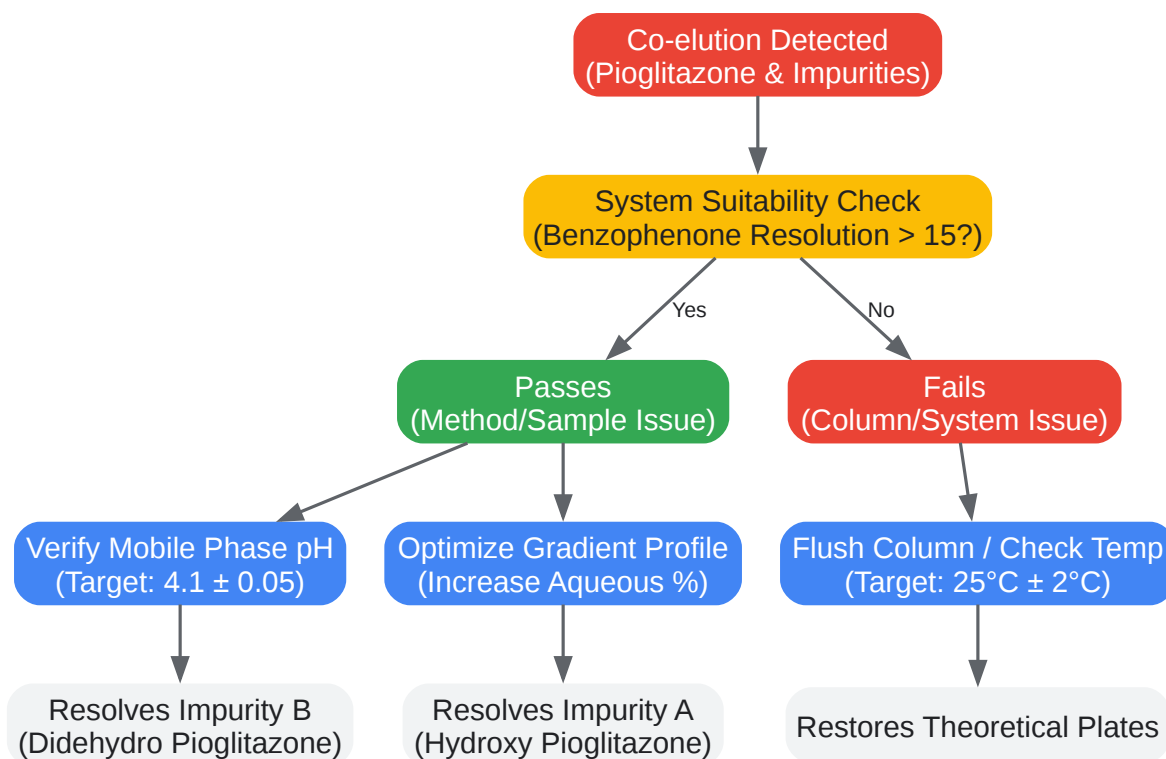 Co-elution Detected
(Pioglitazone & Impurities)
System Suitability Check
(Benzophenone Resolution > 15?)
Yes
No
Passes
(Method/Sample Issue)
Fails
(Column/System Issue)
Verify Mobile Phase pH
(Target: 4.1 ± 0.05)
Optimize Gradient Profile
(Increase Aqueous %)
Flush Column / Check Temp
(Target: 25°C ± 2°C)
Resolves Impurity B
(Didehydro Pioglitazone)
Resolves Impurity A
(Hydroxy Pioglitazone)
Restores Theoretical Plates